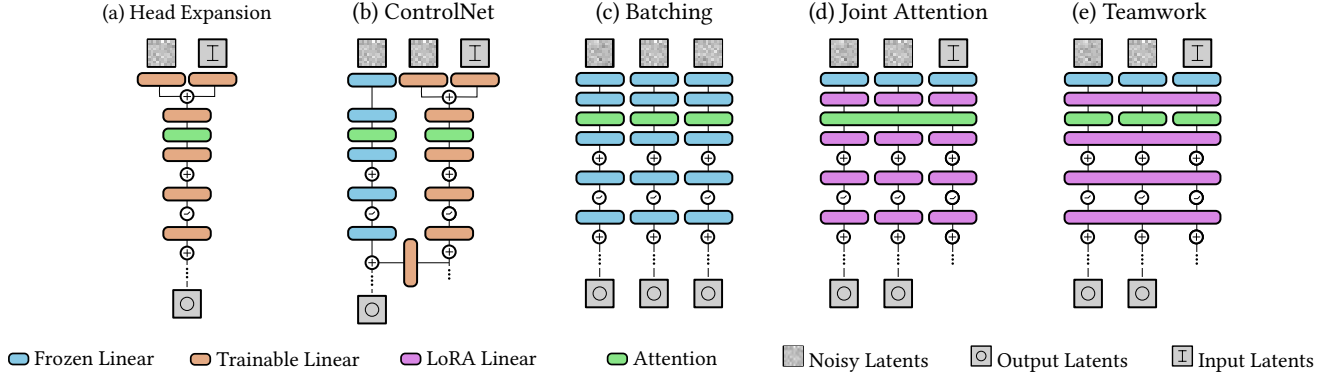 (a) Head Expansion
(b) ControlNet
(c) Batching
(d) Joint Attention
(e) Teamwork
I
I
I
I
Frozen Linear
Trainable Linear
LoRA Linear
Attention
Noisy Latents
Output Latents
I
Input Latents